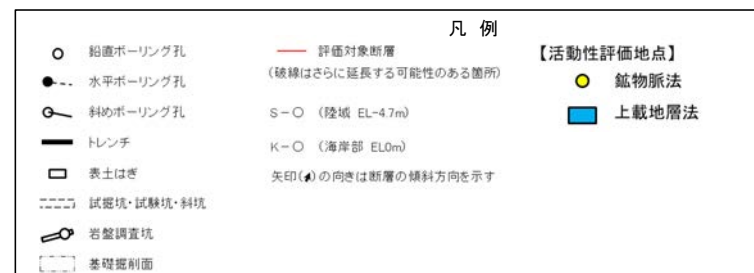 凡 例
鉛直ボーリング孔
水平ボーリング孔
斜めボーリング孔
トレンチ
表土はぎ
試掘坑・試験坑・斜坑
岩盤調査坑
基礎掘削面
評価対象断層
(破線はさらに延長する可能性のある箇所)
S－○ (陸域 EL-4.7m)
K－○ (海岸部 EL0m)
矢印( )の向きは断層の傾斜方向を示す
【活動性評価地点】
鉱物脈法
上載地層法